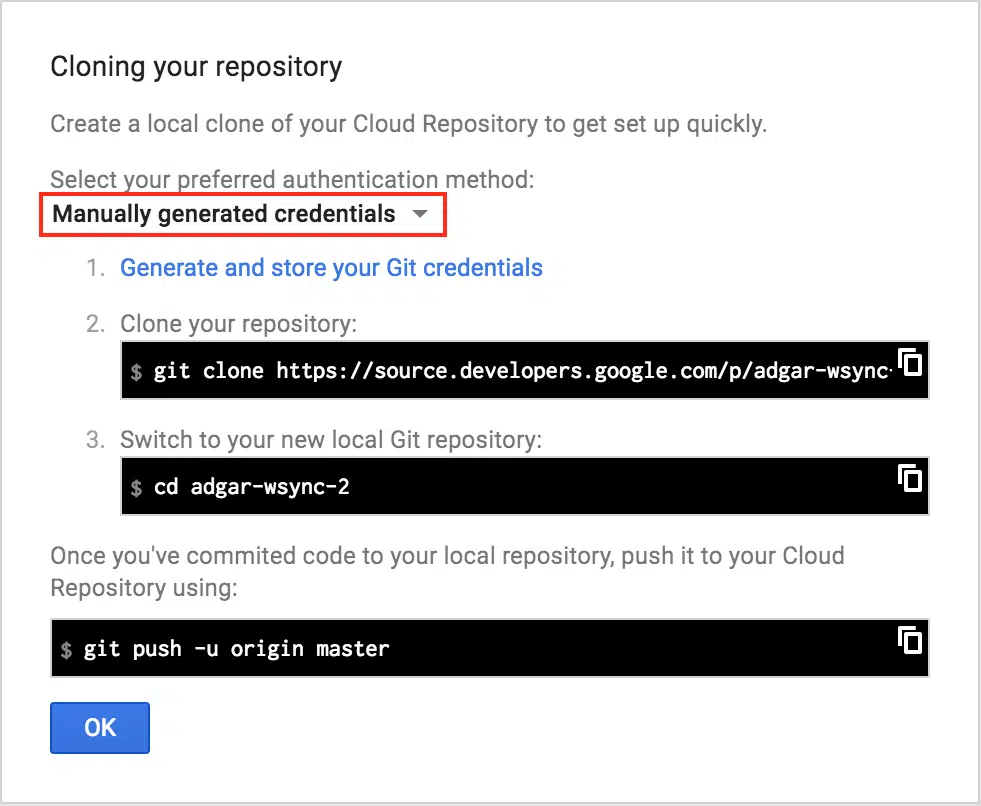 Cloning your repository
Create a local clone of your Cloud Repository to get set up quickly.
Select your preferred authentication method:
Manually generated credentials
1. Generate and store your Git credentials
2. Clone your repository:
$ git clone https://source.developers.google.com/p/adgar-wsync-
3. Switch to your new local Git repository:
$ cd adgar-wsync-2
Once you've commited code to your local repository, push it to your Cloud
Repository using:
$ git push -u origin master
OK